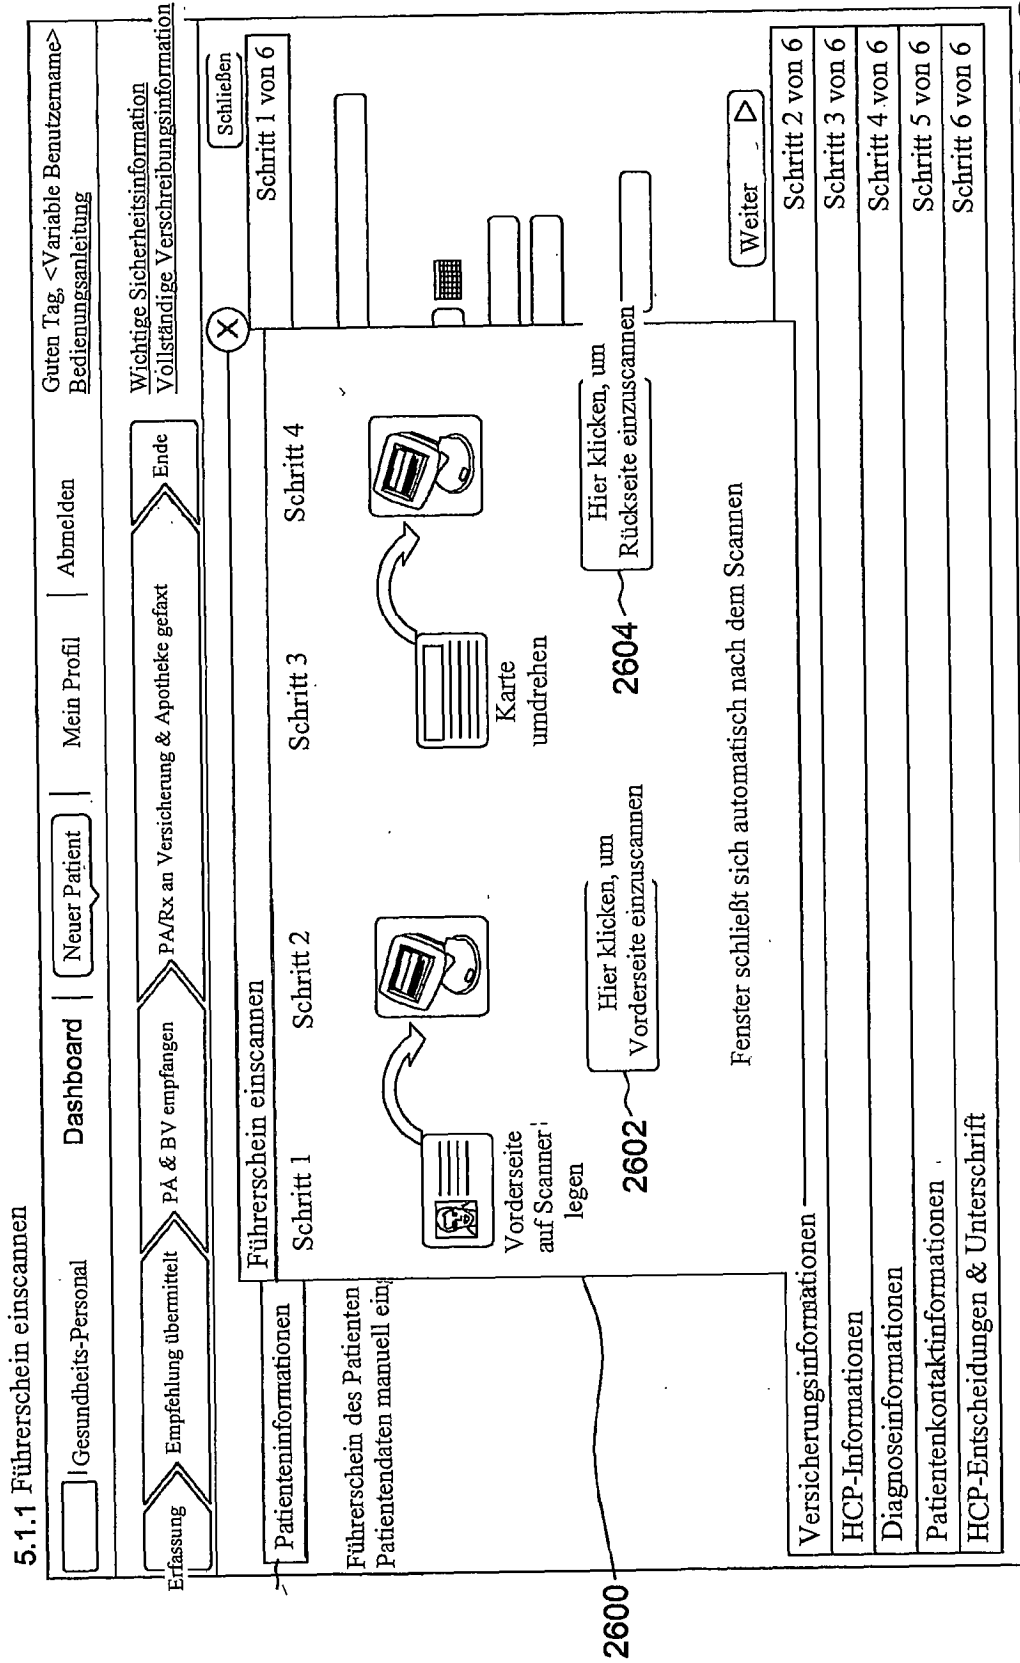 5.1.1 Führerschein einscannen
Gesundheits-Personal
Dashboard
Neuer Patient
Mein Profil
Abmelden
Guten Tag, <Variable Benutzername>
Bedienungsanleitung
Erfassung
Empfehlung übermittelt
PA & BV empfangen
PA/Rx an Versicherung & Apotheke gefaxt
Ende
Wichtige Sicherheitsinformation
Vollständige Verschreibungsinformation
Schließen
Patienteninformationen
Schritt 1 von 6
Führerschein des Patienten
Patientendaten manuell eing
Führerschein einscannen
X
Schritt 1
Schritt 2
Schritt 3
Schritt 4
Vorderseite
auf Scanner
legen
Karte
umdrehen
2602
Hier klicken, um
Vorderseite einzuscannen
2604
Hier klicken, um
Rückseite einzuscannen
Fenster schließt sich automatisch nach dem Scannen
2600
Weiter
Versicherungsinformationen
Schritt 2 von 6
HCP-Informationen
Schritt 3 von 6
Diagnoseinformationen
Schritt 4 von 6
Patientenkontaktinformationen
Schritt 5 von 6
HCP-Entscheidungen & Unterschrift
Schritt 6 von 6